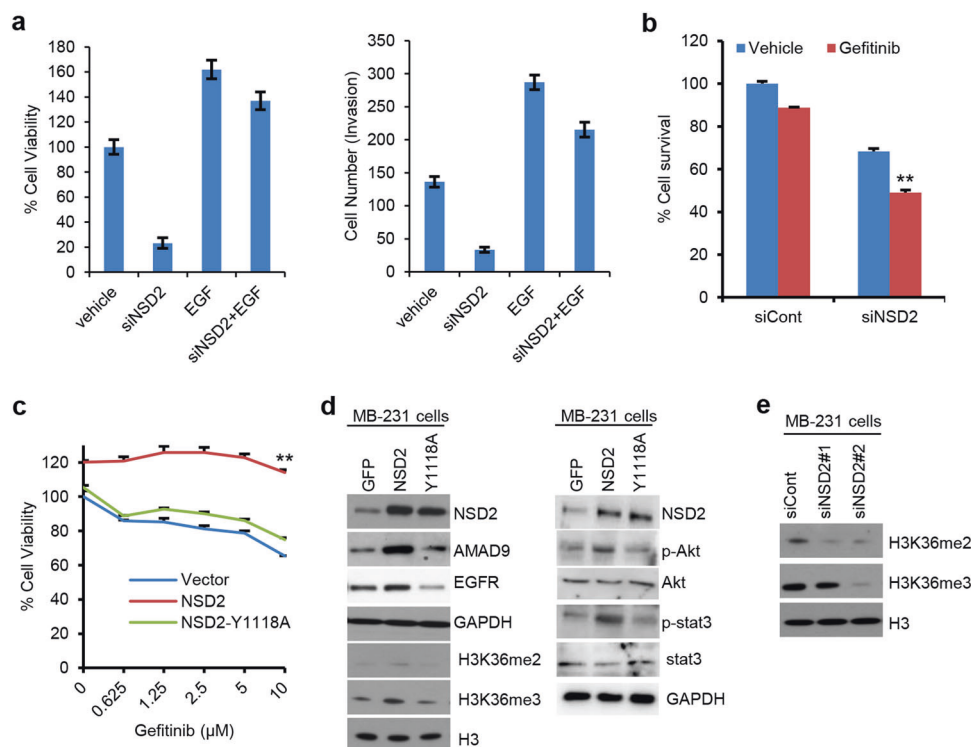 a
% Cell Viability
180
160
140
120
100
80
60
40
20
0
vehicle
siNSD2
EGF
siNSD2+EGF
Cell Number (Invasion)
350
300
250
200
150
100
50
0
vehicle
siNSD2
EGF
siNSD2+EGF
b
Vehicle
Gefitinib
% Cell survival
120
100
80
60
40
20
0
**
siCont
siNSD2
c
% Cell Viability
140
120
100
80
60
40
20
0
**
Vector
NSD2
NSD2-Y1118A
0
0.625
1.25
2.5
5
10
Gefitinib (µM)
d
MB-231 cells
GFP
NSD2
Y1118A
NSD2
AMAD9
EGFR
GAPDH
H3K36me2
H3K36me3
H3
MB-231 cells
GFP
NSD2
Y1118A
NSD2
p-Akt
Akt
p-stat3
stat3
GAPDH
e
MB-231 cells
siCont
siNSD2#1
siNSD2#2
H3K36me2
H3K36me3
H3